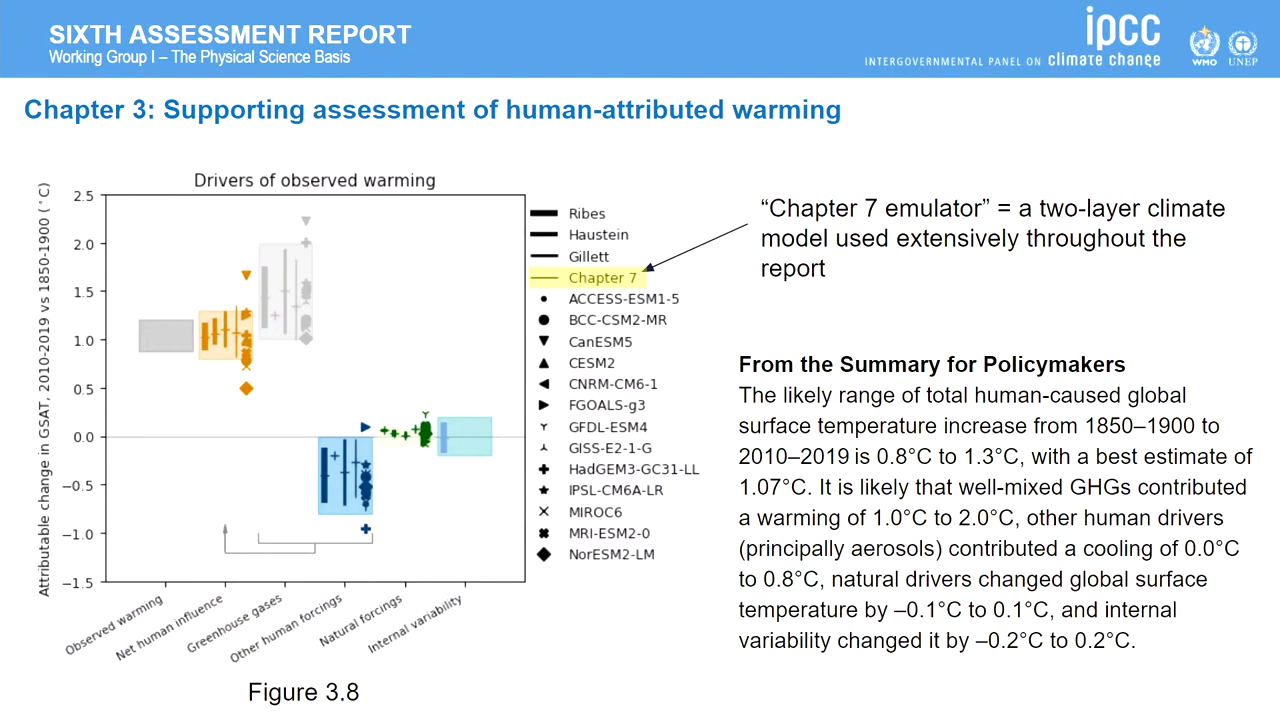 SIXTH ASSESSMENT REPORT
Working Group I – The Physical Science Basis
ipcc
INTERGOVERNMENTAL PANEL ON climate change
WMO
UNEP
Chapter 3: Supporting assessment of human-attributed warming
Drivers of observed warming
Attributable change in GSAT, 2010-2019 vs 1850-1900 (°C)
2.5
2.0
1.5
1.0
0.5
0.0
−0.5
−1.0
−1.5
Observed warming
Net human influence
Greenhouse gases
Other human forcings
Natural forcings
Internal variability
Ribes
Haustein
Gillett
Chapter 7
ACCESS-ESM1-5
BCC-CSM2-MR
CanESM5
CESM2
CNRM-CM6-1
FGOALS-g3
GFDL-ESM4
GISS-E2-1-G
HadGEM3-GC31-LL
IPSL-CM6A-LR
MIROC6
MRI-ESM2-0
NorESM2-LM
Figure 3.8
“Chapter 7 emulator” = a two-layer climate
model used extensively throughout the
report
From the Summary for Policymakers
The likely range of total human-caused global
surface temperature increase from 1850–1900 to
2010–2019 is 0.8°C to 1.3°C, with a best estimate of
1.07°C. It is likely that well-mixed GHGs contributed
a warming of 1.0°C to 2.0°C, other human drivers
(principally aerosols) contributed a cooling of 0.0°C
to 0.8°C, natural drivers changed global surface
temperature by –0.1°C to 0.1°C, and internal
variability changed it by –0.2°C to 0.2°C.